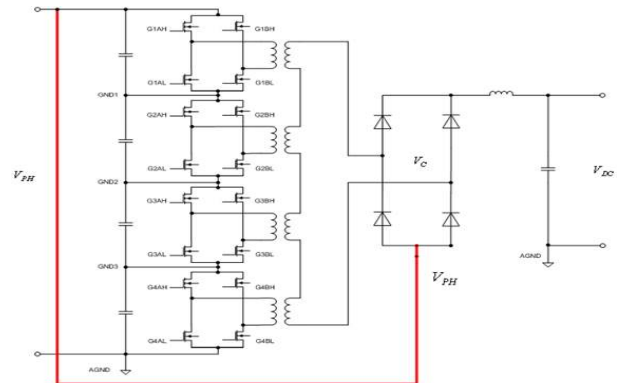 G1AH G1BH
G1AL G1BL
GND1
G2AH G2BH
G2AL G2BL
V_PH V_C V_DC
GND2
G3AH G3BH
G3AL G3BL
AGND
GND3
V_PH
G4AH G4BH
G4AL G4BL
AGND